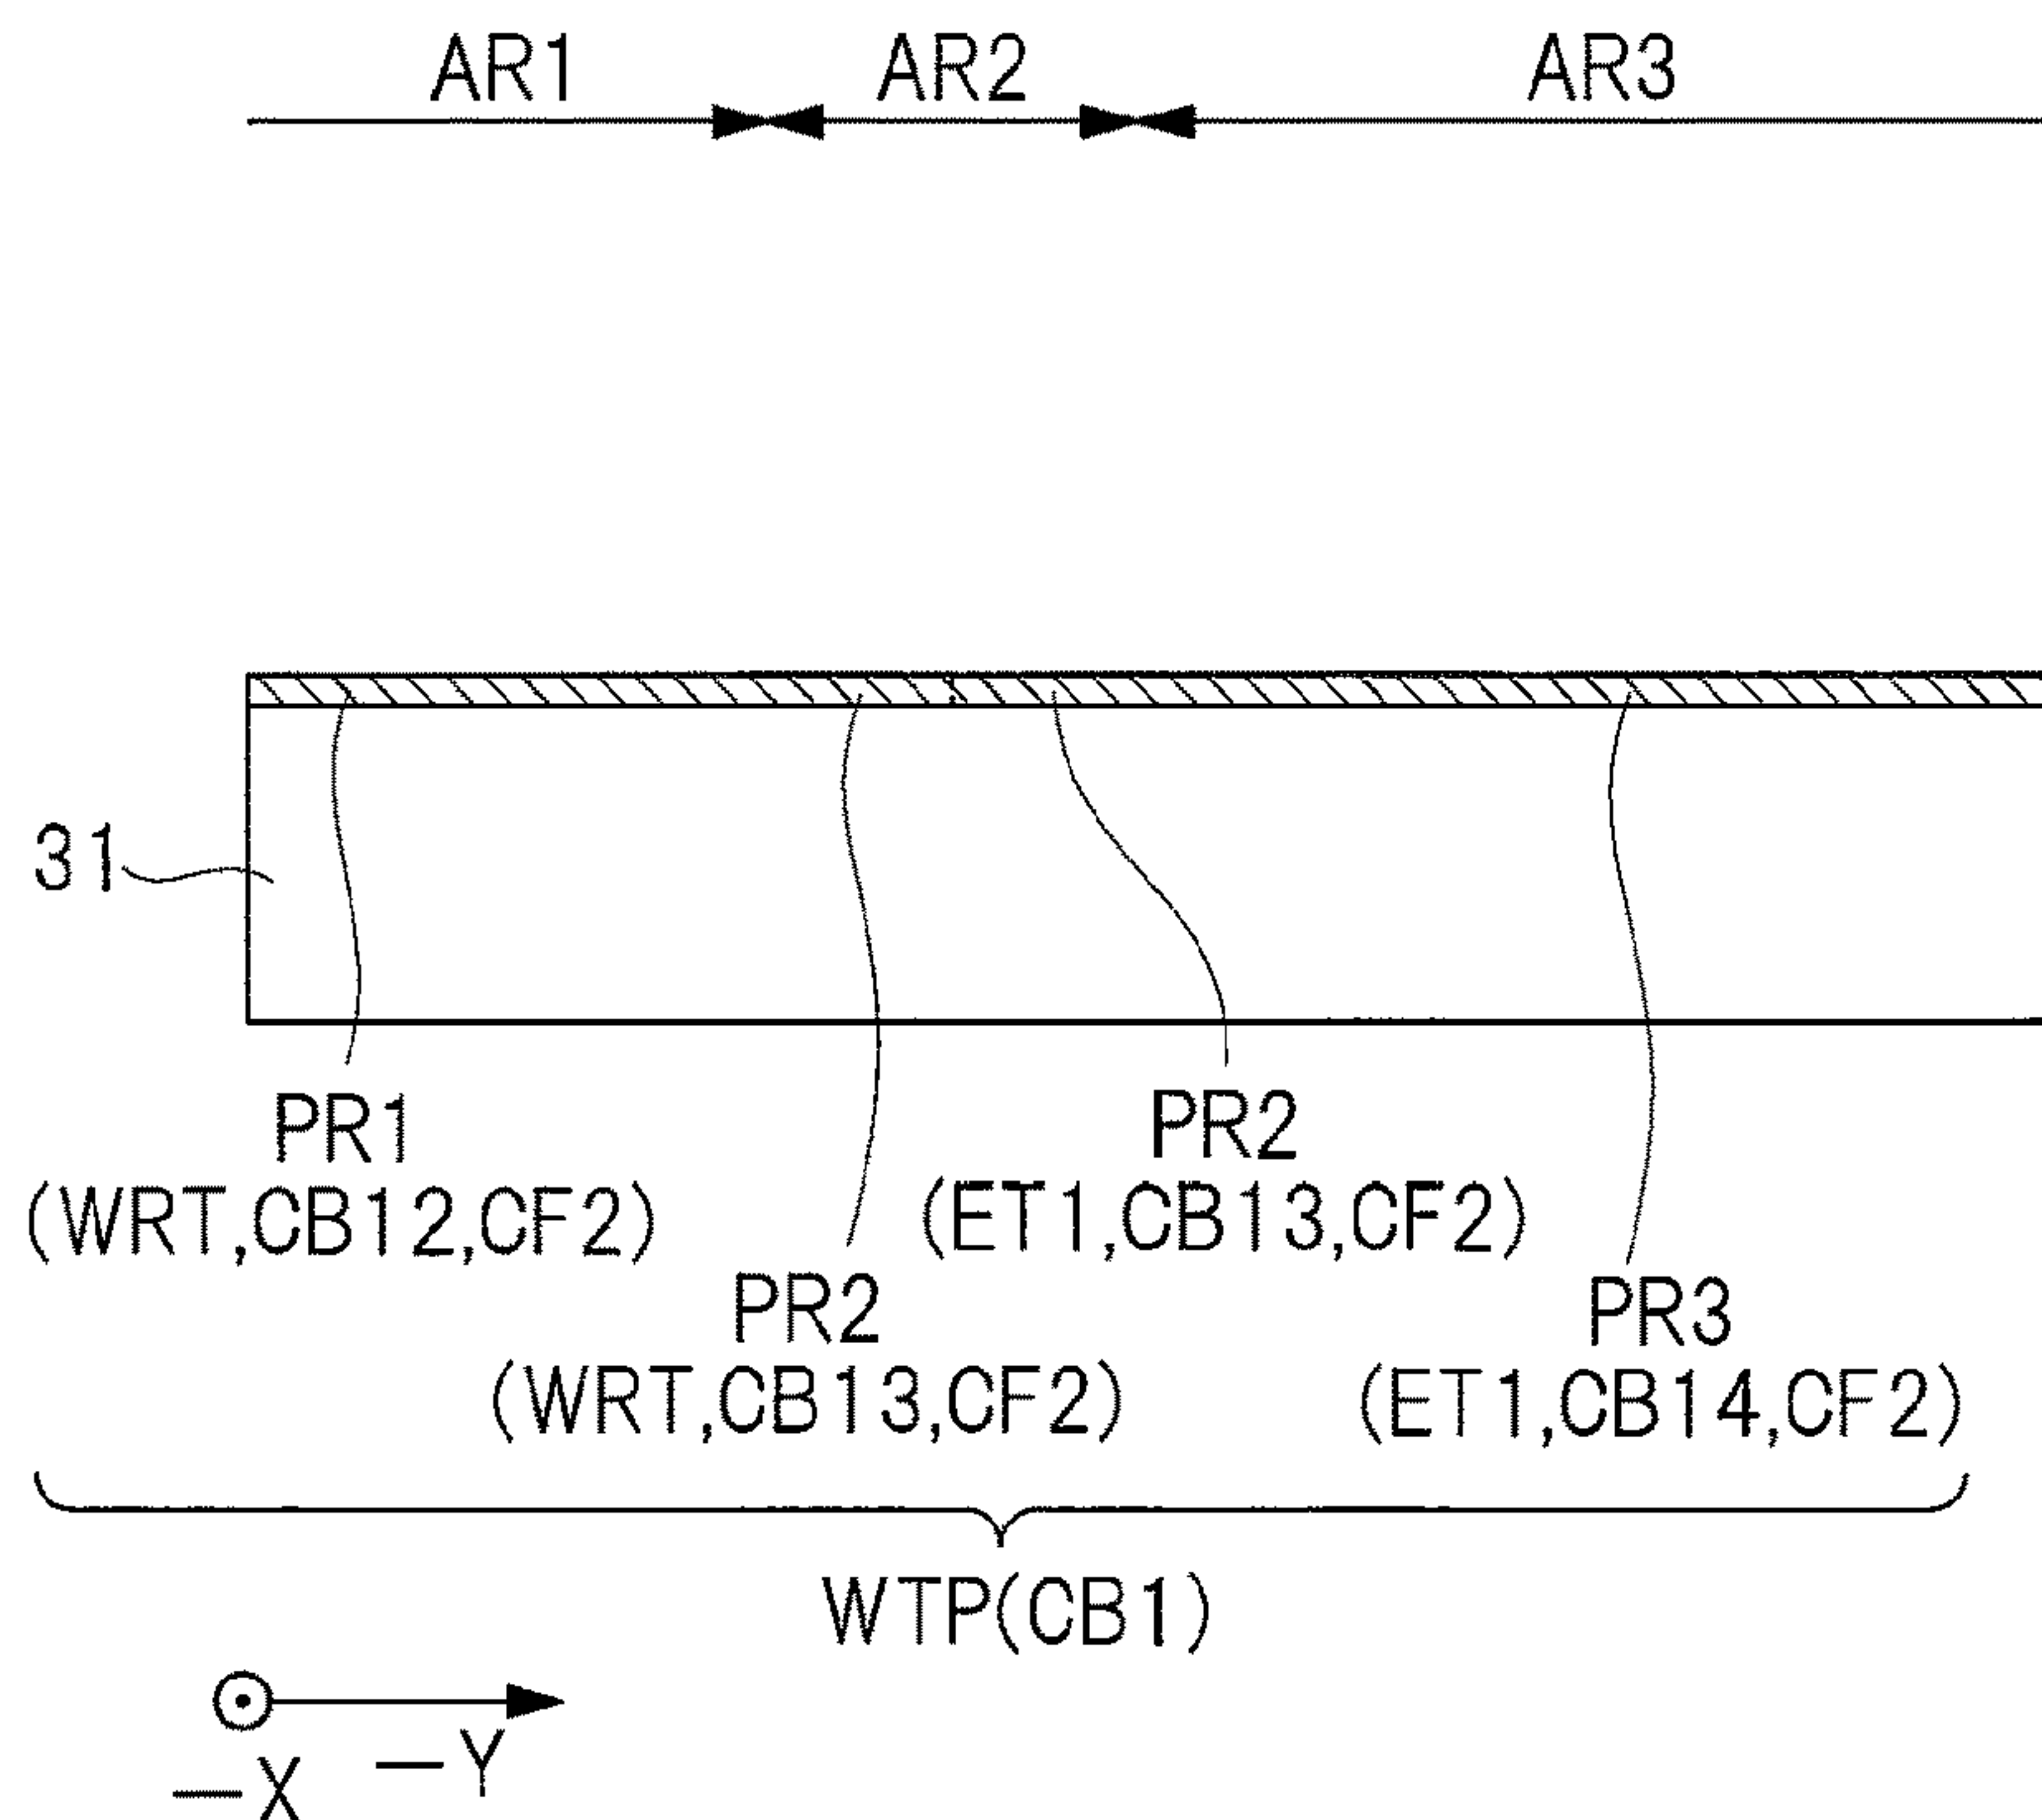 AR1 AR2 AR3
31
PR1 PR2
(WRT,CB12,CF2) (ET1,CB13,CF2)
PR2 PR3
(WRT,CB13,CF2) (ET1,CB14,CF2)
WTP(CB1)
−Y
−X